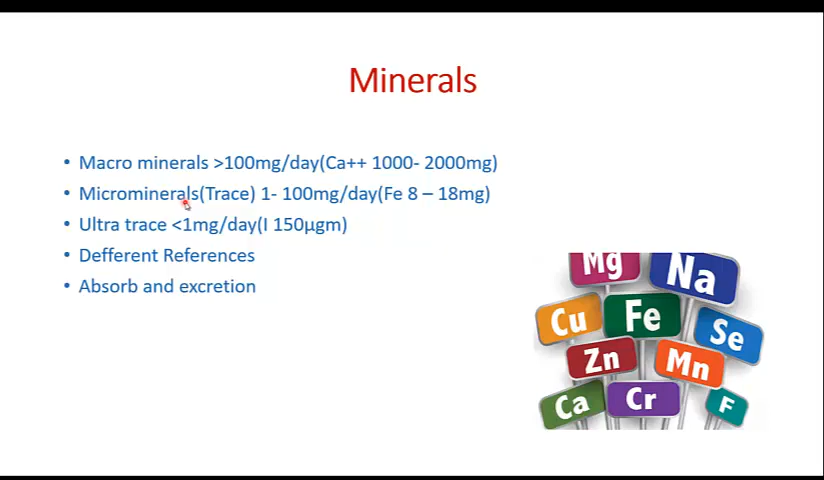 Minerals
• Macro minerals >100mg/day(Ca++ 1000- 2000mg)
• Microminerals(Trace) 1- 100mg/day(Fe 8 – 18mg)
• Ultra trace <1mg/day(I 150µgm)
• Defferent References
• Absorb and excretion
Mg Na
Cu Fe Se
Zn Mn
Ca Cr F